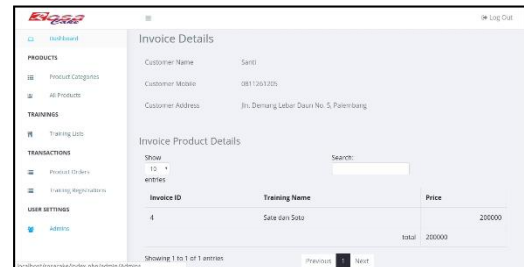 Log Out
Dashboard
PRODUCTS
Product Categories
All Products
TRAININGS
Training Lists
TRANSACTIONS
Product Orders
Training Registrations
USER SETTINGS
Admins
Invoice Details
Customer Name Santi
Customer Mobile 0811261205
Customer Address Jln. Demang Lebar Daun No. 5, Palembang
Invoice Product Details
Show
10
entries
Search:
Invoice ID Training Name Price
4 Sate dan Soto 200000
total 200000
Showing 1 to 1 of 1 entries
Previous 1 Next